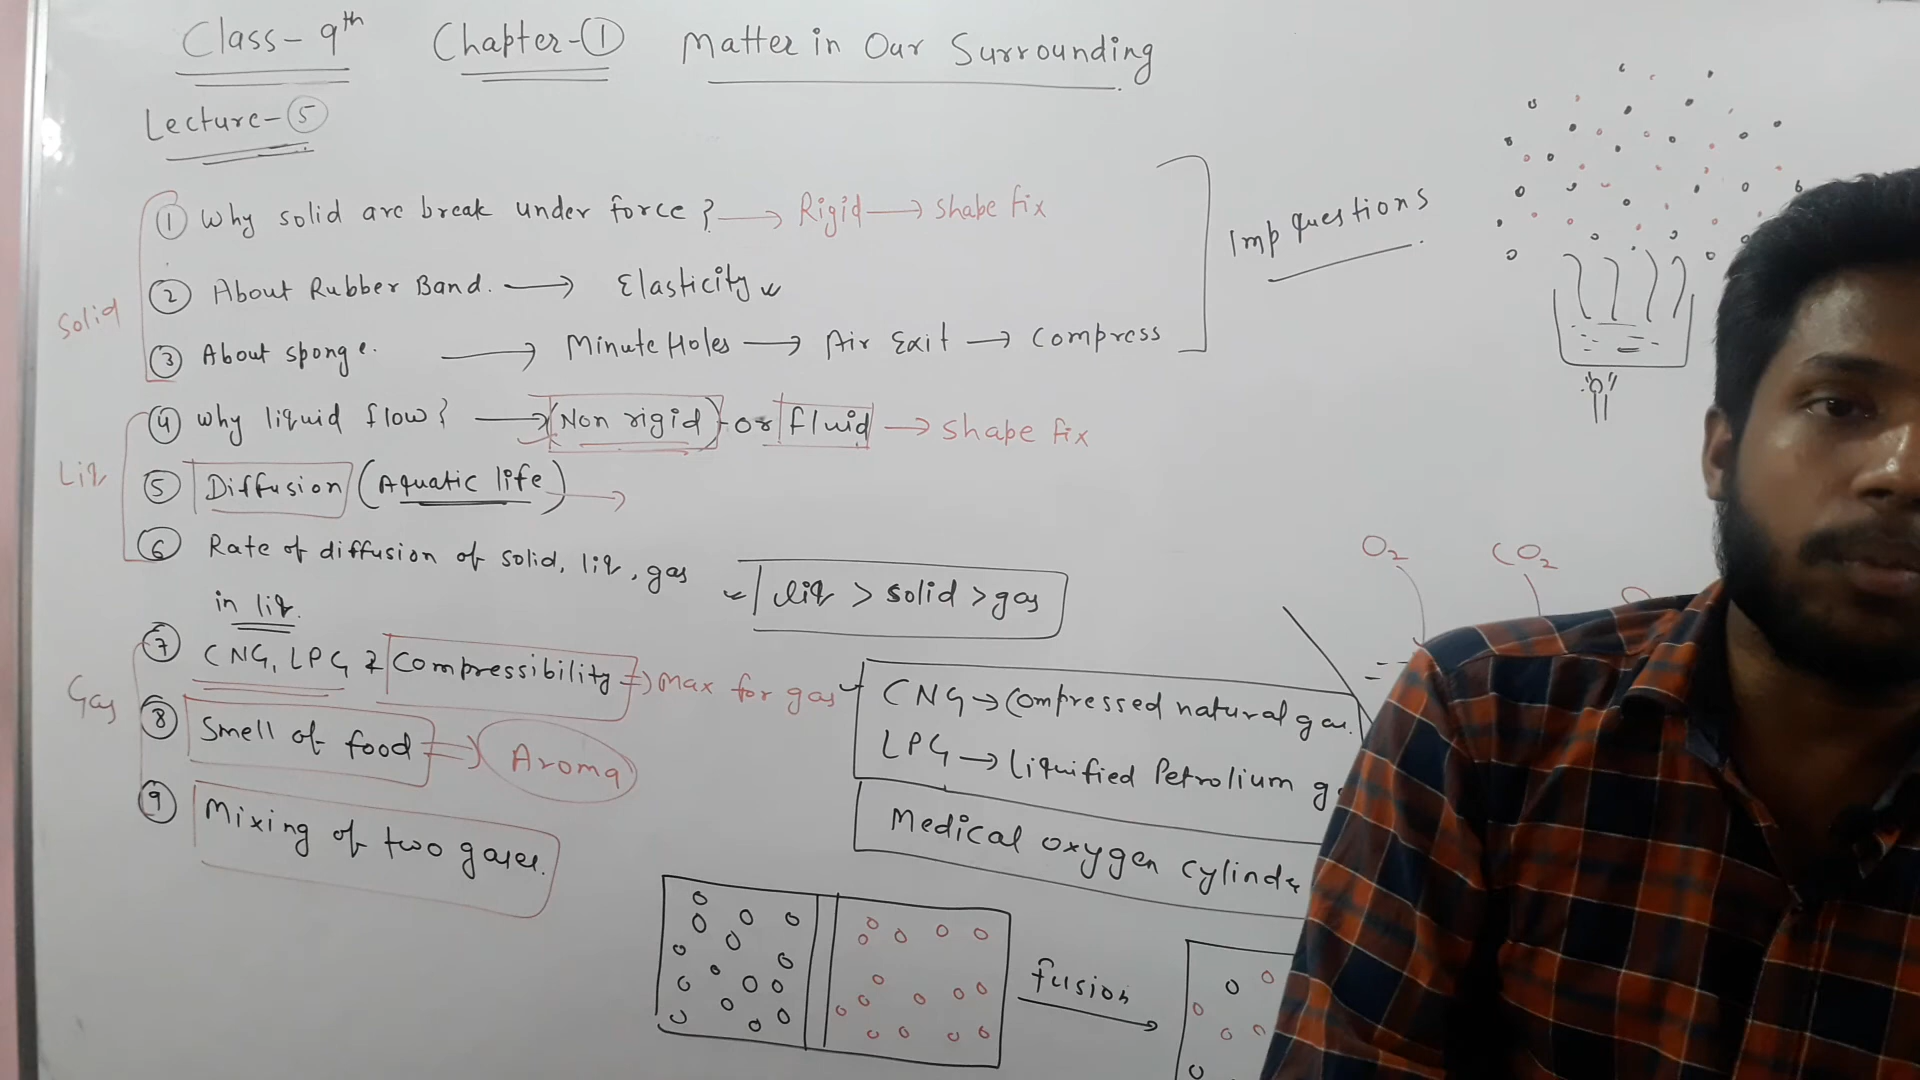 Class-9th Chapter-① Matter in Our Surrounding
Lecture-⑤
① Why solid are break under force? → Rigid → shape fix
② About Rubber Band. → Elasticity
③ About sponge. → Minute Holes → Air Exit → Compress
Imp questions
Solid
④ why liquid flow? → (Non rigid) or fluid → shape fix
Liq
⑤ Diffusion (Aquatic life) →
⑥ Rate of diffusion of solid, liq, gas
in liq.
liq > solid > gas
O2 CO2
⑦ CNG, LPG & Compressibility ⇒ max for gas
Gas
⑧ Smell of food ⇒ Aroma
⑨ Mixing of two gases.
CNG → Compressed natural gas.
LPG → Liquified Petrolium g
Medical oxygen cylinde
fusion